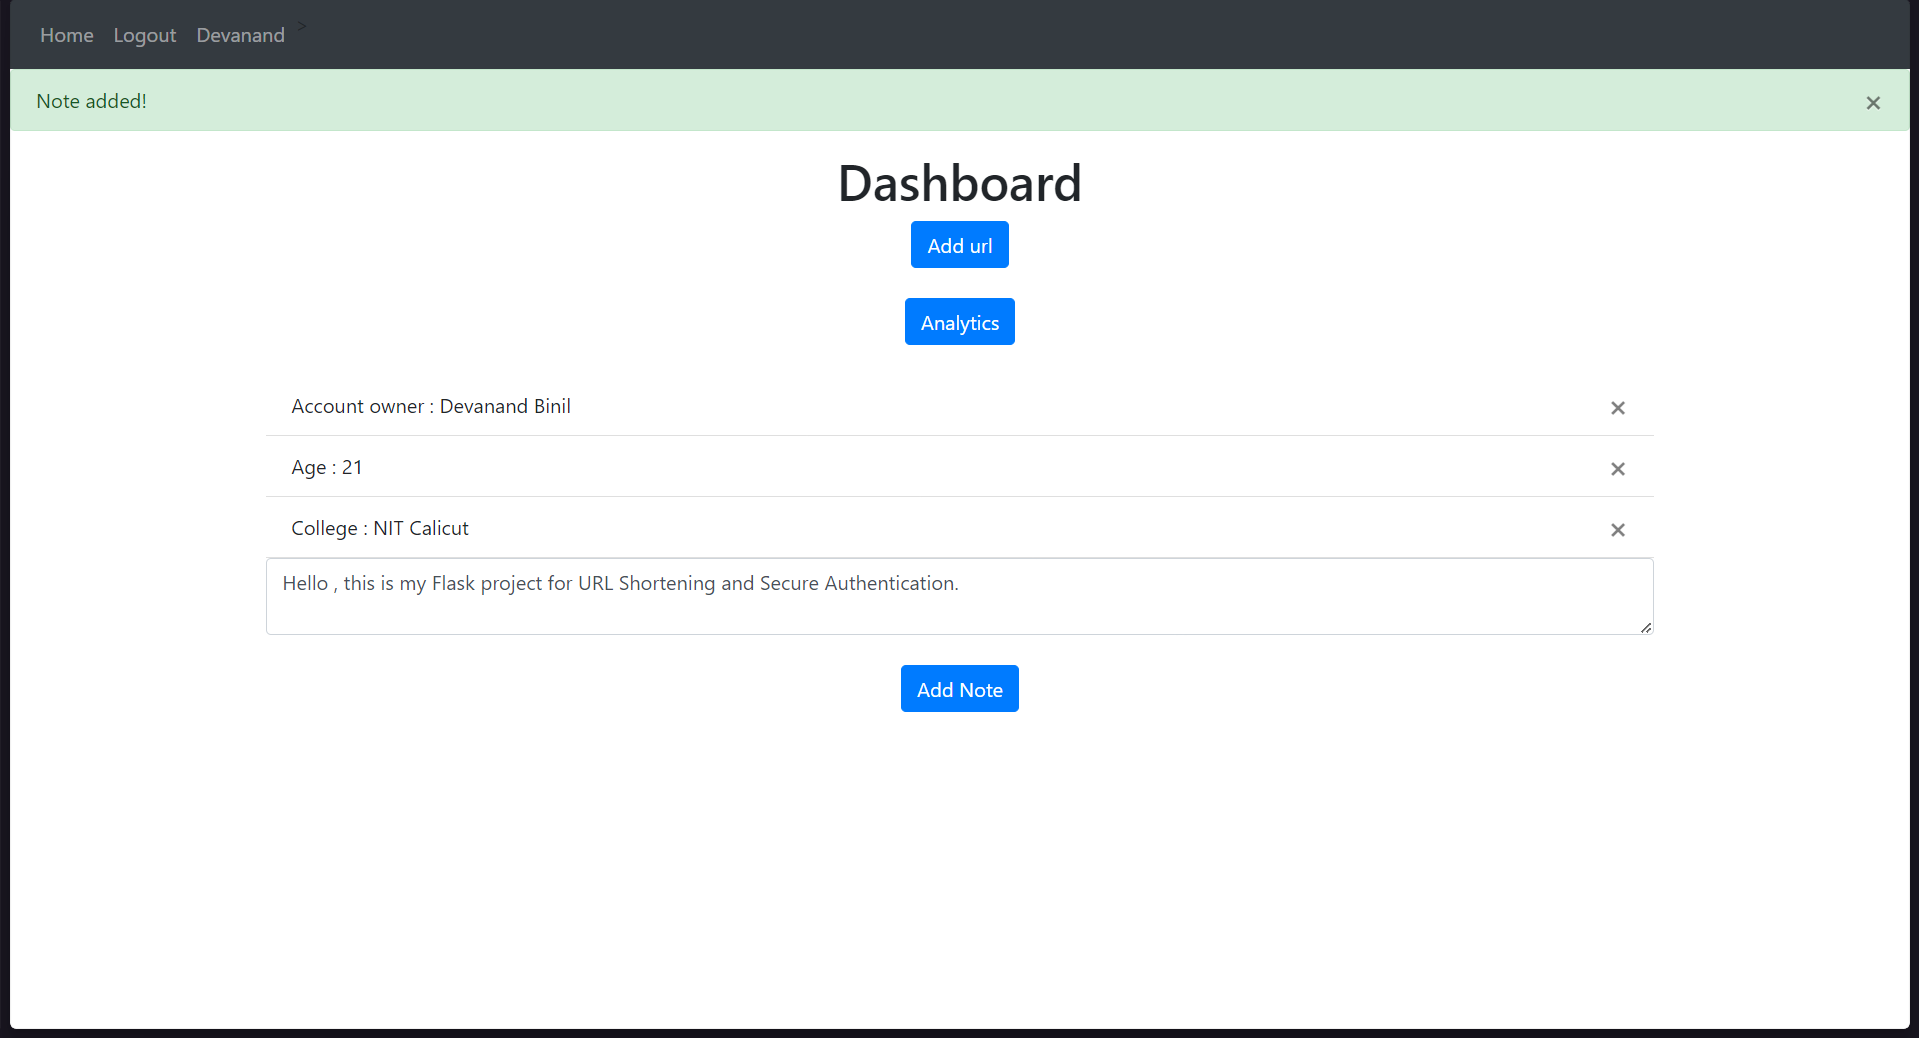 Home Logout Devanand >
Note added! ×
Dashboard
Add url
Analytics
Account owner : Devanand Binil ×
Age : 21 ×
College : NIT Calicut ×
Hello , this is my Flask project for URL Shortening and Secure Authentication.
Add Note